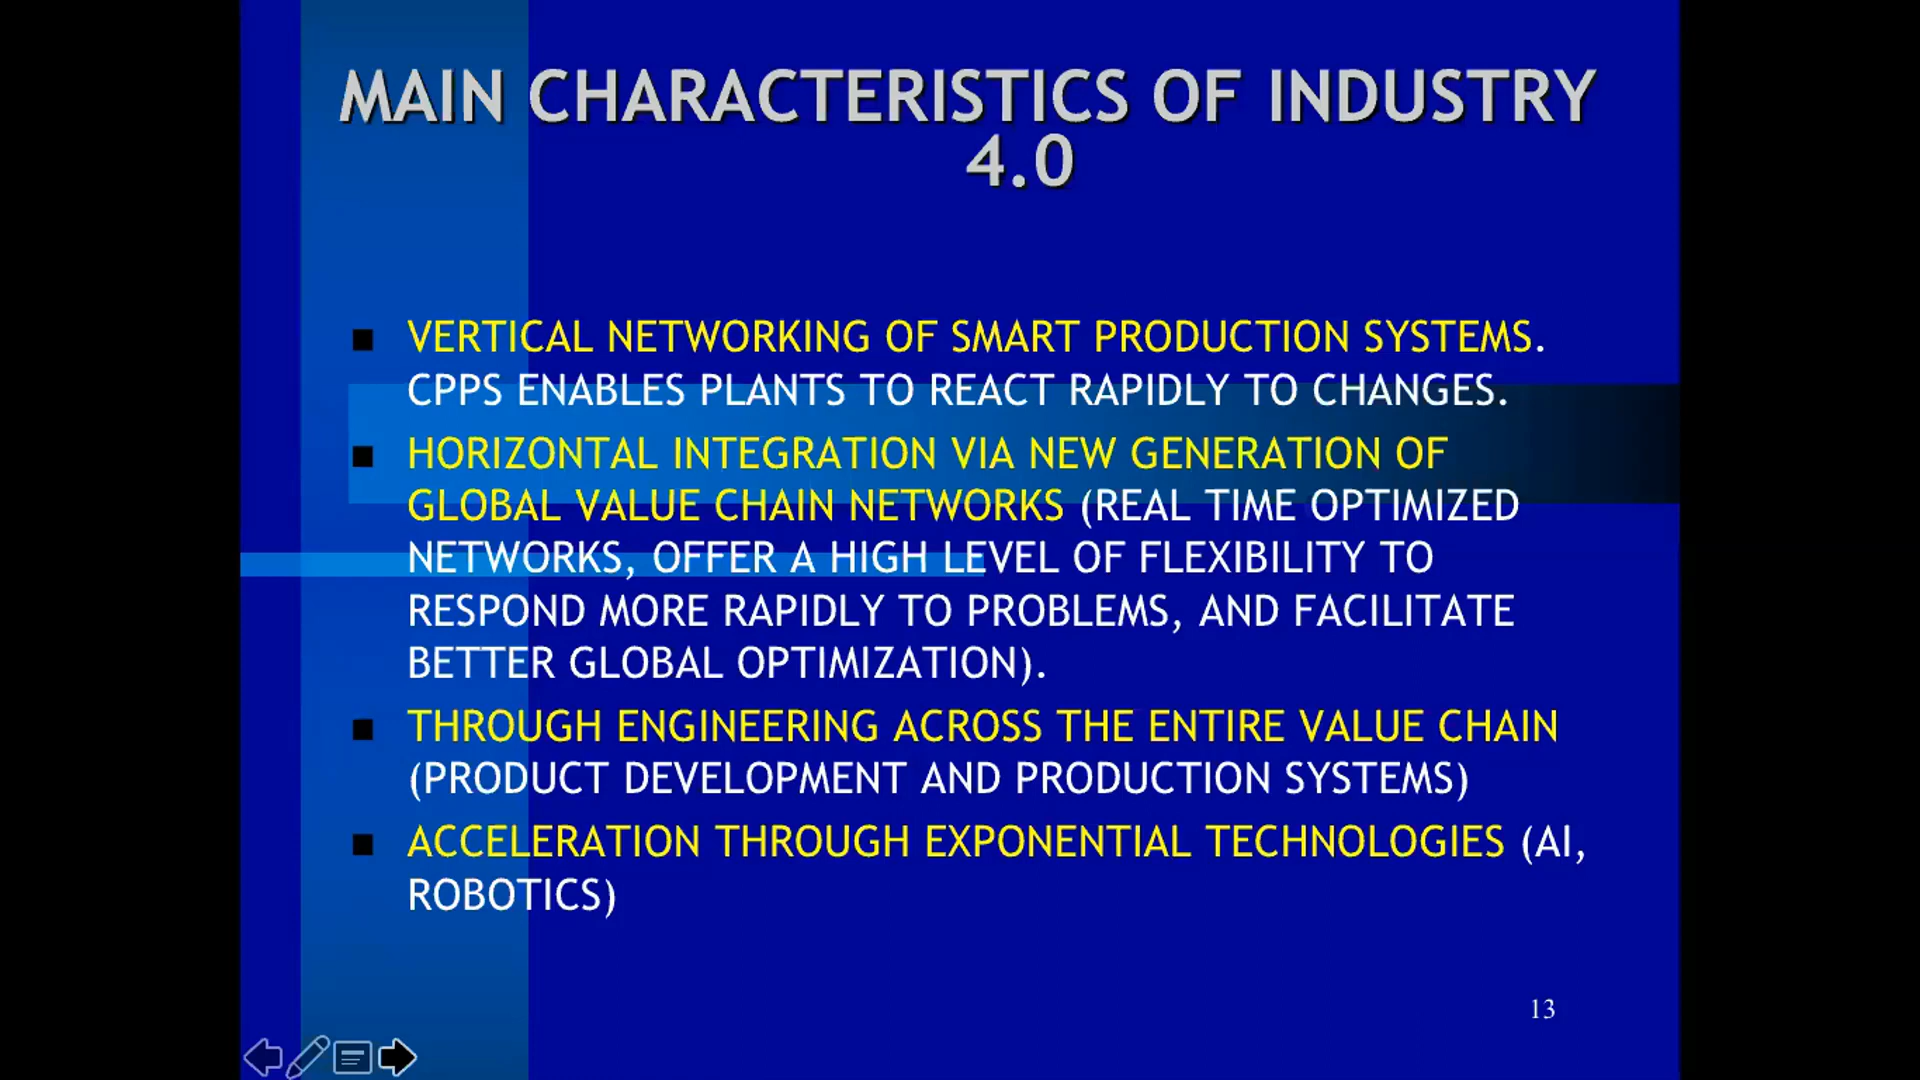 MAIN CHARACTERISTICS OF INDUSTRY
4.0
VERTICAL NETWORKING OF SMART PRODUCTION SYSTEMS.
CPPS ENABLES PLANTS TO REACT RAPIDLY TO CHANGES.
HORIZONTAL INTEGRATION VIA NEW GENERATION OF
GLOBAL VALUE CHAIN NETWORKS (REAL TIME OPTIMIZED
NETWORKS, OFFER A HIGH LEVEL OF FLEXIBILITY TO
RESPOND MORE RAPIDLY TO PROBLEMS, AND FACILITATE
BETTER GLOBAL OPTIMIZATION).
THROUGH ENGINEERING ACROSS THE ENTIRE VALUE CHAIN
(PRODUCT DEVELOPMENT AND PRODUCTION SYSTEMS)
ACCELERATION THROUGH EXPONENTIAL TECHNOLOGIES (AI,
ROBOTICS)
13